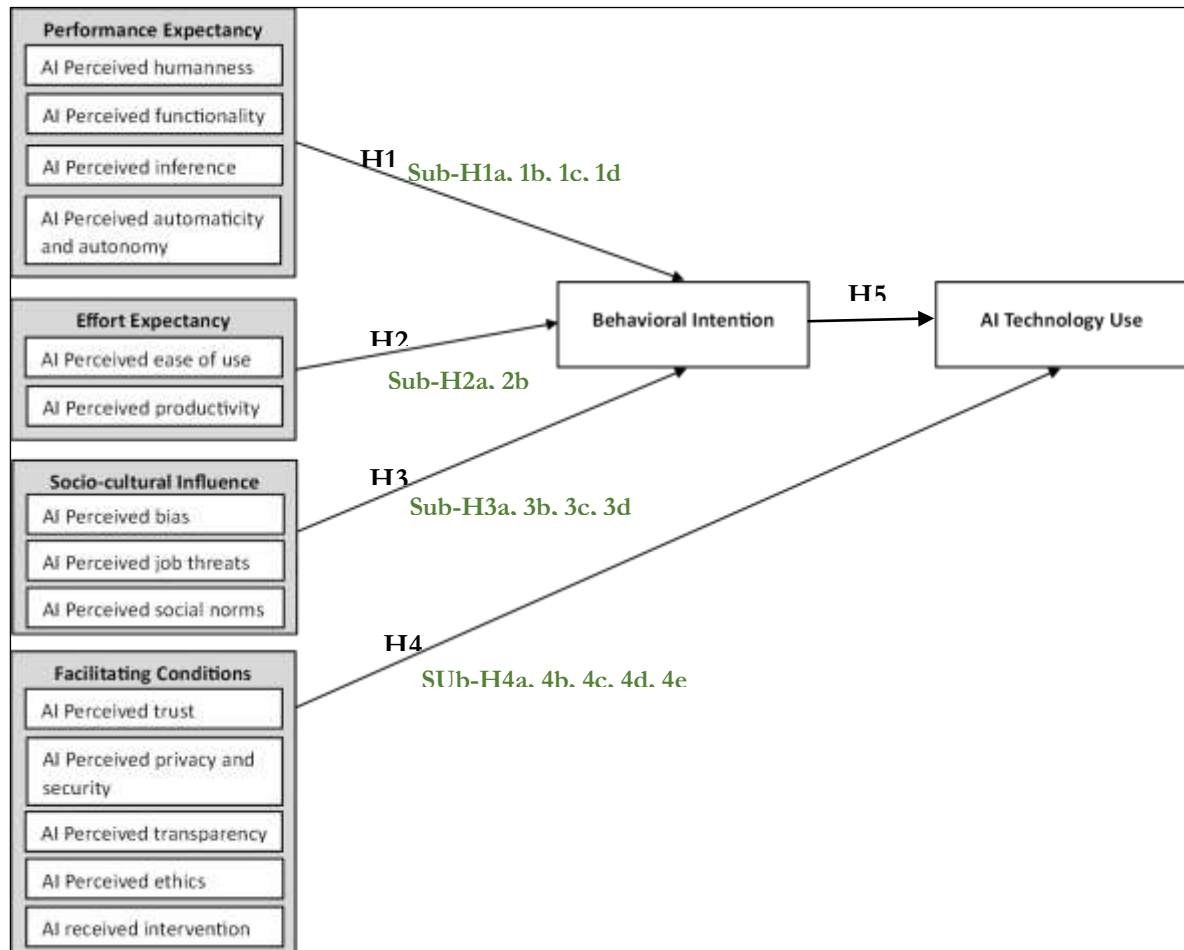 Performance Expectancy
AI Perceived humanness
AI Perceived functionality
AI Perceived inference
AI Perceived automaticity
and autonomy
H1
Sub-H1a, 1b, 1c, 1d
Effort Expectancy
AI Perceived ease of use
AI Perceived productivity
H2
Sub-H2a, 2b
Behavioral Intention
H5
AI Technology Use
Socio-cultural Influence
AI Perceived bias
AI Perceived job threats
AI Perceived social norms
H3
Sub-H3a, 3b, 3c, 3d
Facilitating Conditions
AI Perceived trust
AI Perceived privacy and
security
AI Perceived transparency
AI Perceived ethics
AI received intervention
H4
SUb-H4a, 4b, 4c, 4d, 4e